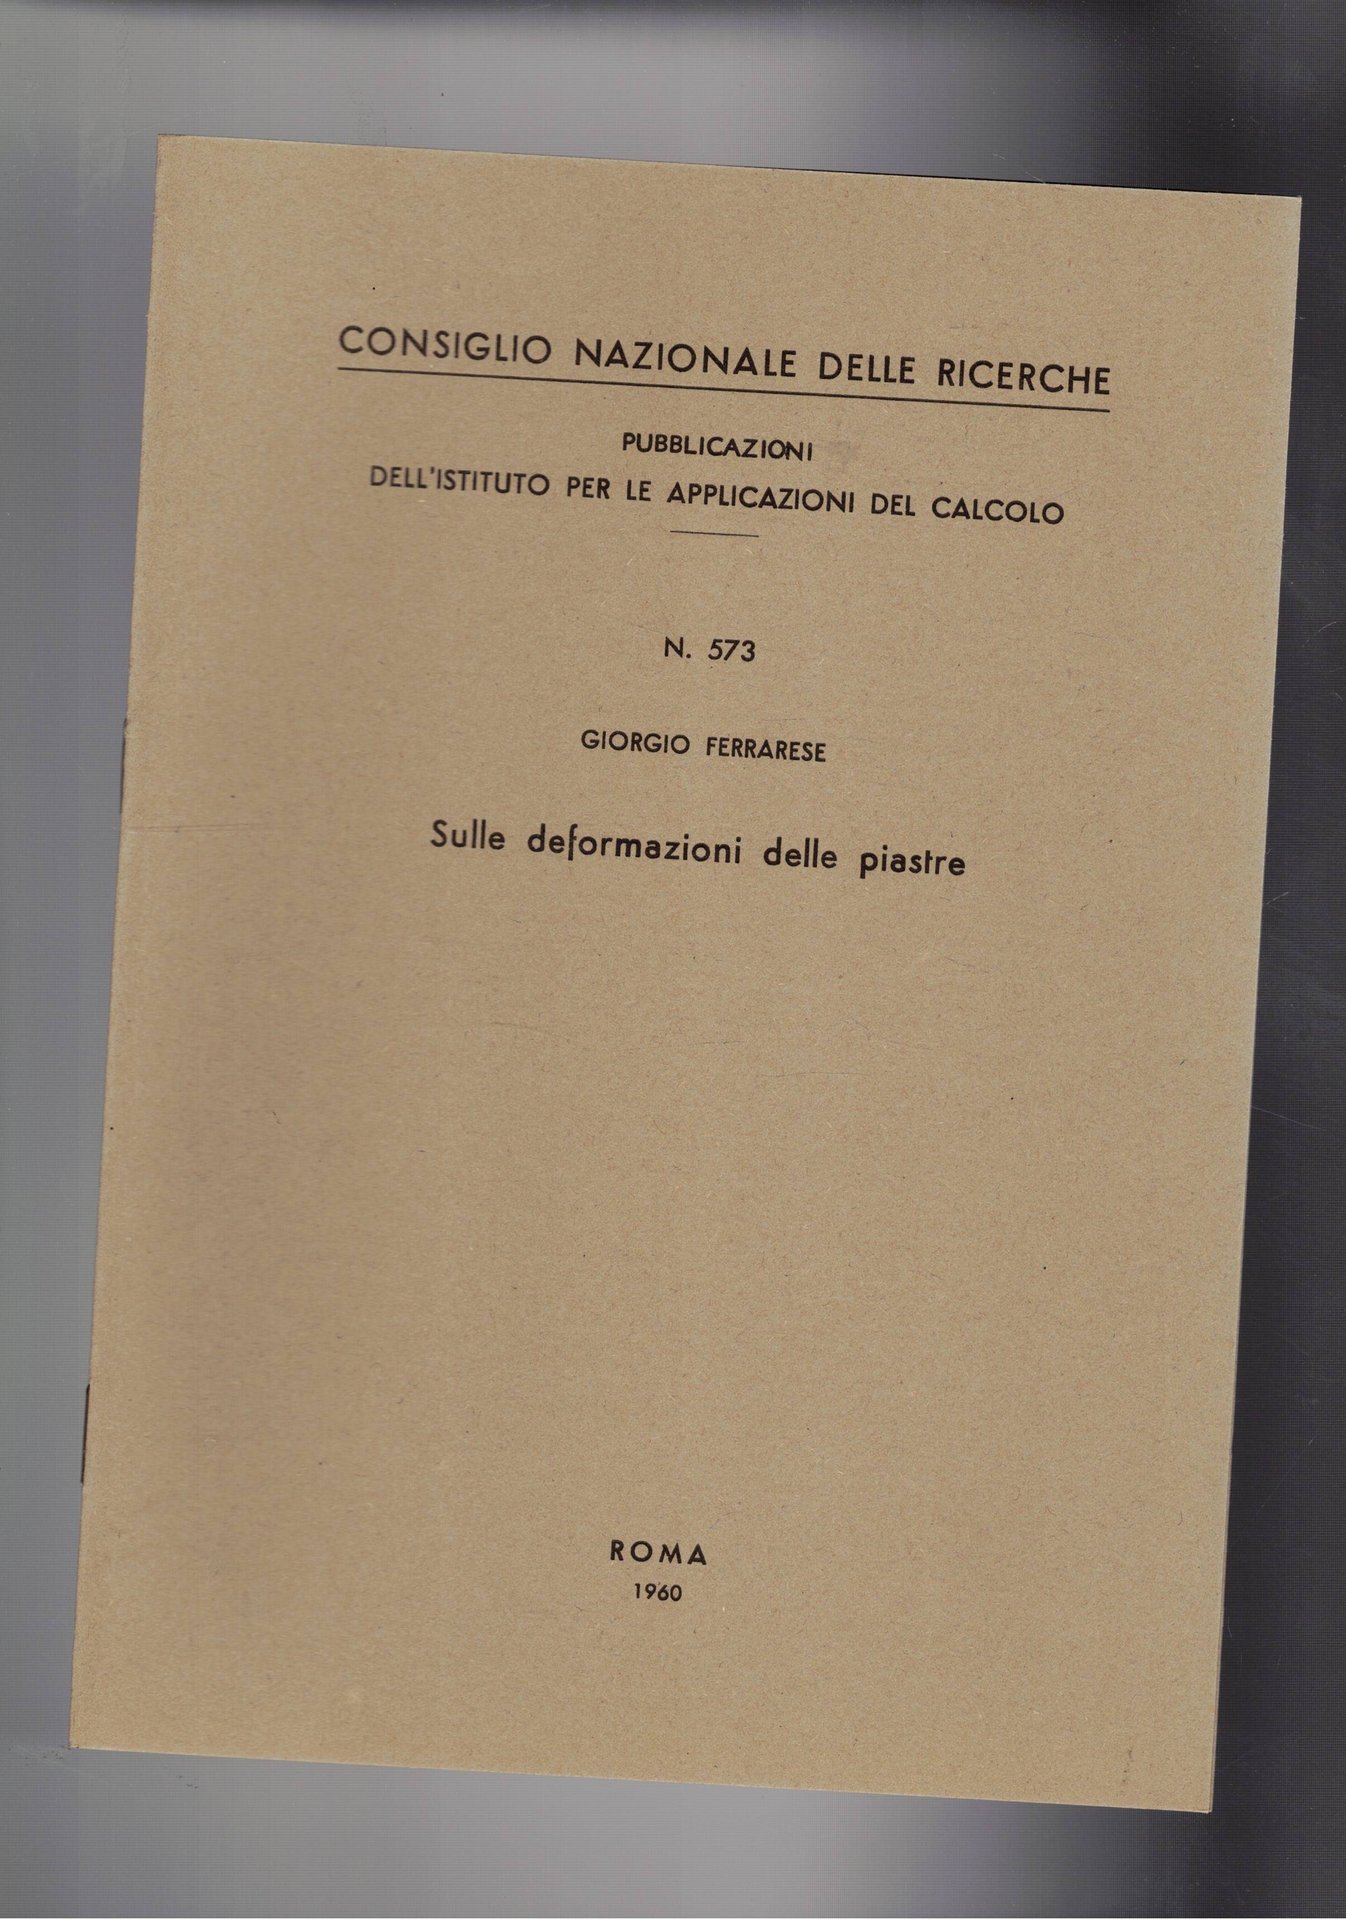 CONSIGLIO NAZIONALE DELLE RICERCHE
PUBBLICAZIONI
DELL'ISTITUTO PER LE APPLICAZIONI DEL CALCOLO
N. 573
GIORGIO FERRARESE
Sulle deformazioni delle piastre
ROMA
1960